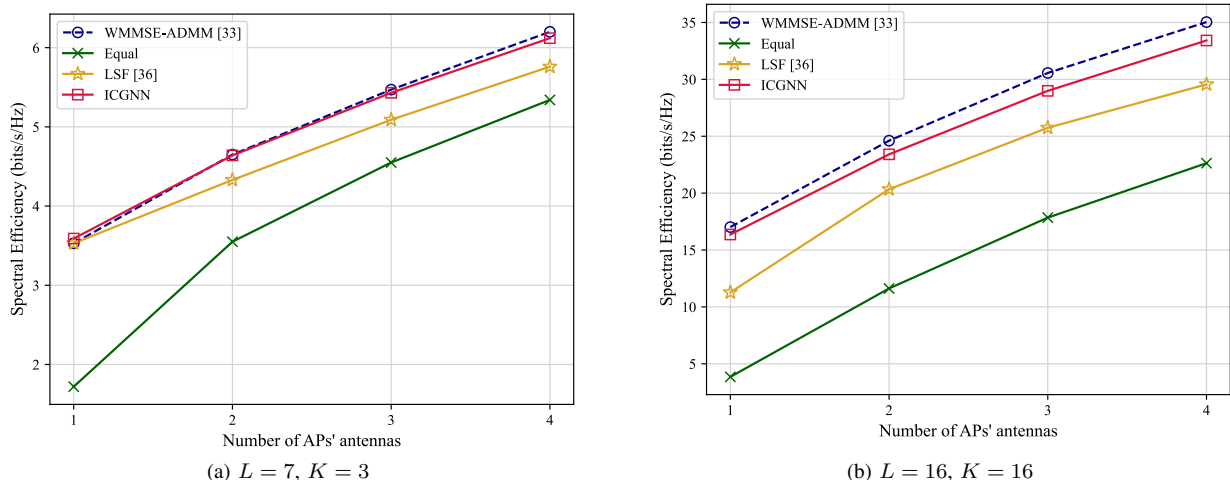 WMMSE-ADMM [33]
Equal
LSF [36]
ICGNN
Spectral Efficiency (bits/s/Hz)
6
5
4
3
2
1 2 3 4
Number of APs' antennas
(a) L = 7, K = 3
WMMSE-ADMM [33]
Equal
LSF [36]
ICGNN
Spectral Efficiency (bits/s/Hz)
35
30
25
20
15
10
5
1 2 3 4
Number of APs' antennas
(b) L = 16, K = 16